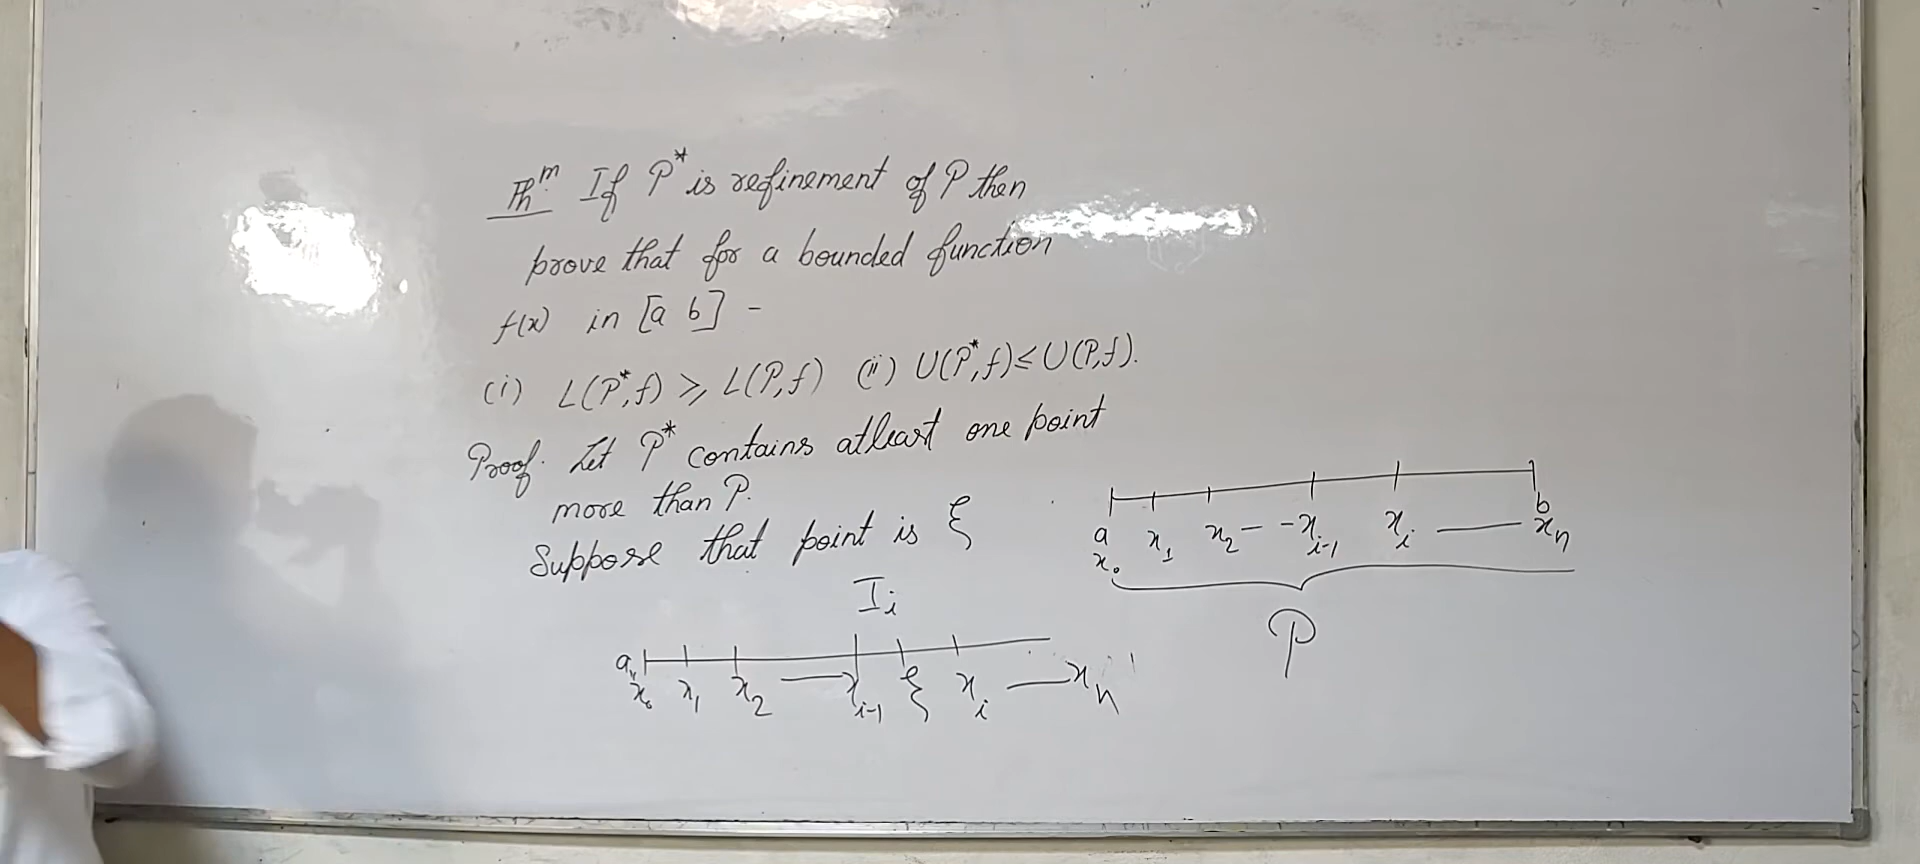 Thᵐ If P* is refinement of P then
prove that for a bounded function
f(x) in [a b] -
(i) L(P*,f) ⩾ L(P,f) (ii) U(P*,f) ≤ U(P,f).
Proof. Let P* contains atleast one point
more than P.
Suppose that point is ξ
a x₁ x₂ -- xᵢ₋₁ xᵢ — b
x₀ xₙ
P
Iᵢ
a
x₀ x₁ x₂ — xᵢ₋₁ ξ xᵢ — xₙ